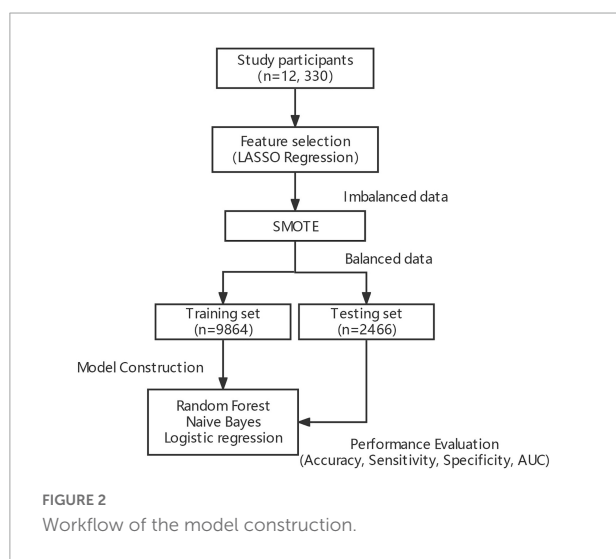 Study participants
(n=12, 330)
Feature selection
(LASSO Regression)
Imbalanced data
SMOTE
Balanced data
Training set
(n=9864)
Testing set
(n=2466)
Model Construction
Random Forest
Naive Bayes
Logistic regression
Performance Evaluation
(Accuracy, Sensitivity, Specificity, AUC)
FIGURE 2
Workflow of the model construction.